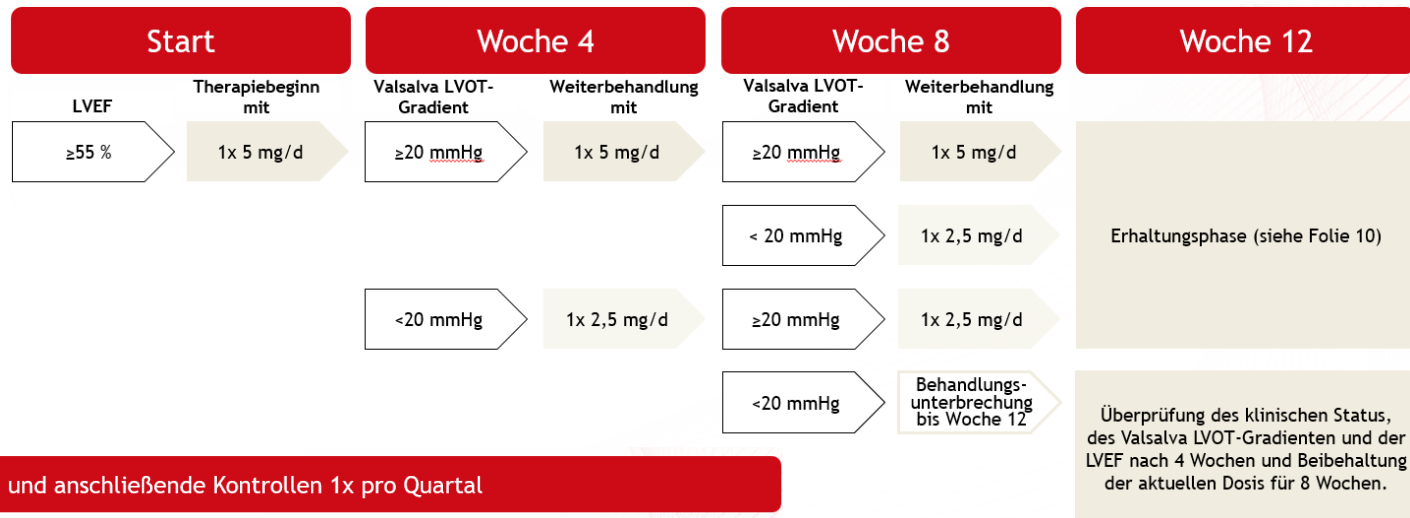 Start
Woche 4
Woche 8
Woche 12
LVEF
Therapiebeginn
mit
Valsalva LVOT-
Gradient
Weiterbehandlung
mit
Valsalva LVOT-
Gradient
Weiterbehandlung
mit
≥55 %
1x 5 mg/d
≥20 mmHg
1x 5 mg/d
≥20 mmHg
1x 5 mg/d
< 20 mmHg
1x 2,5 mg/d
Erhaltungsphase (siehe Folie 10)
<20 mmHg
1x 2,5 mg/d
≥20 mmHg
1x 2,5 mg/d
<20 mmHg
Behandlungs-
unterbrechung
bis Woche 12
Überprüfung des klinischen Status,
des Valsalva LVOT-Gradienten und der
LVEF nach 4 Wochen und Beibehaltung
der aktuellen Dosis für 8 Wochen.
und anschließende Kontrollen 1x pro Quartal